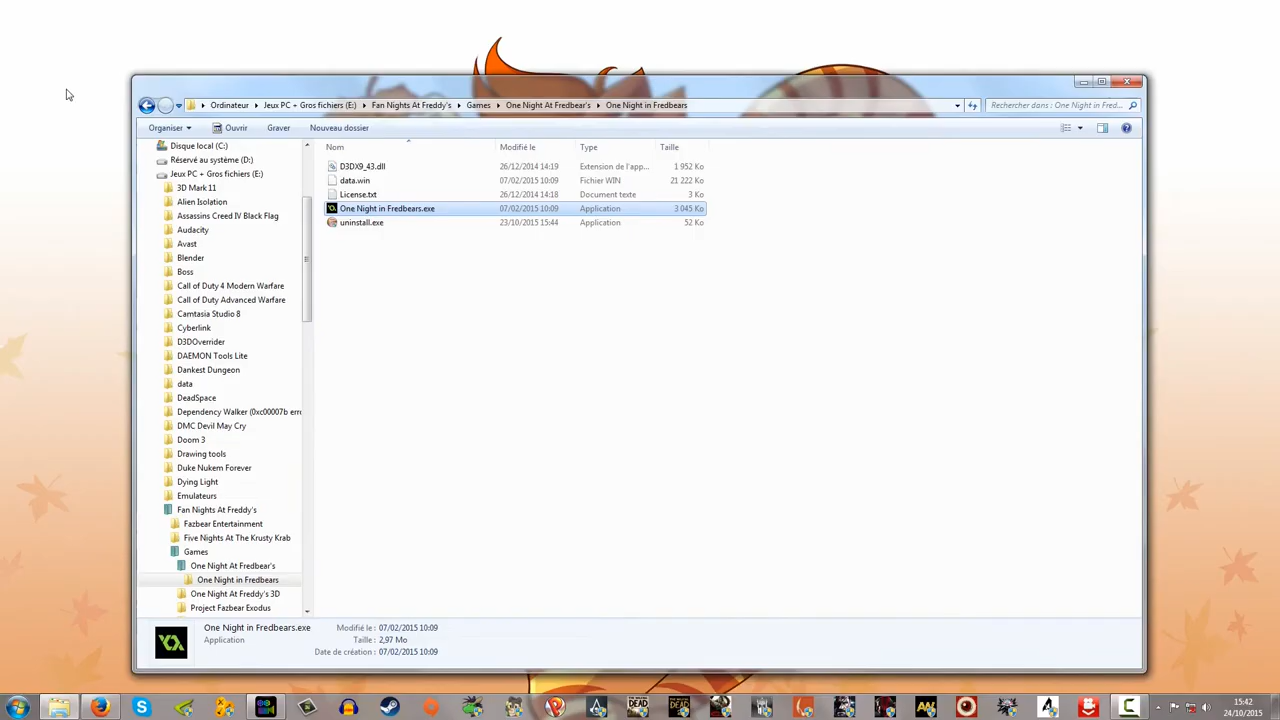 Ordinateur Jeux PC + Gros fichiers (E:) Fan Nights At Freddy's Games One Night At Fredbear's One Night in Fredbears Rechercher dans : One Night in Fred...
Organiser Ouvrir Graver Nouveau dossier
Nom Modifié le Type Taille
D3DX9_43.dll 26/12/2014 14:19 Extension de l'app... 1 952 Ko
data.win 07/02/2015 10:09 Fichier WIN 21 222 Ko
License.txt 26/12/2014 14:18 Document texte 3 Ko
One Night in Fredbears.exe 07/02/2015 10:09 Application 3 045 Ko
uninstall.exe 23/10/2015 15:44 Application 52 Ko
Disque local (C:)
Réservé au système (D:)
Jeux PC + Gros fichiers (E:)
3D Mark 11
Alien Isolation
Assassins Creed IV Black Flag
Audacity
Avast
Blender
Boss
Call of Duty 4 Modern Warfare
Call of Duty Advanced Warfare
Camtasia Studio 8
Cyberlink
D3DOverrider
DAEMON Tools Lite
Dankest Dungeon
data
DeadSpace
Dependency Walker (0xc00007b erro
DMC Devil May Cry
Doom 3
Drawing tools
Duke Nukem Forever
Dying Light
Emulateurs
Fan Nights At Freddy's
Fazbear Entertainment
Five Nights At The Krusty Krab
Games
One Night At Fredbear's
One Night in Fredbears
One Night At Freddy's 3D
Project Fazbear Exodus
One Night in Fredbears.exe Modifié le : 07/02/2015 10:09
Application Taille : 2,97 Mo
Date de création : 07/02/2015 10:09
15:42
24/10/2015